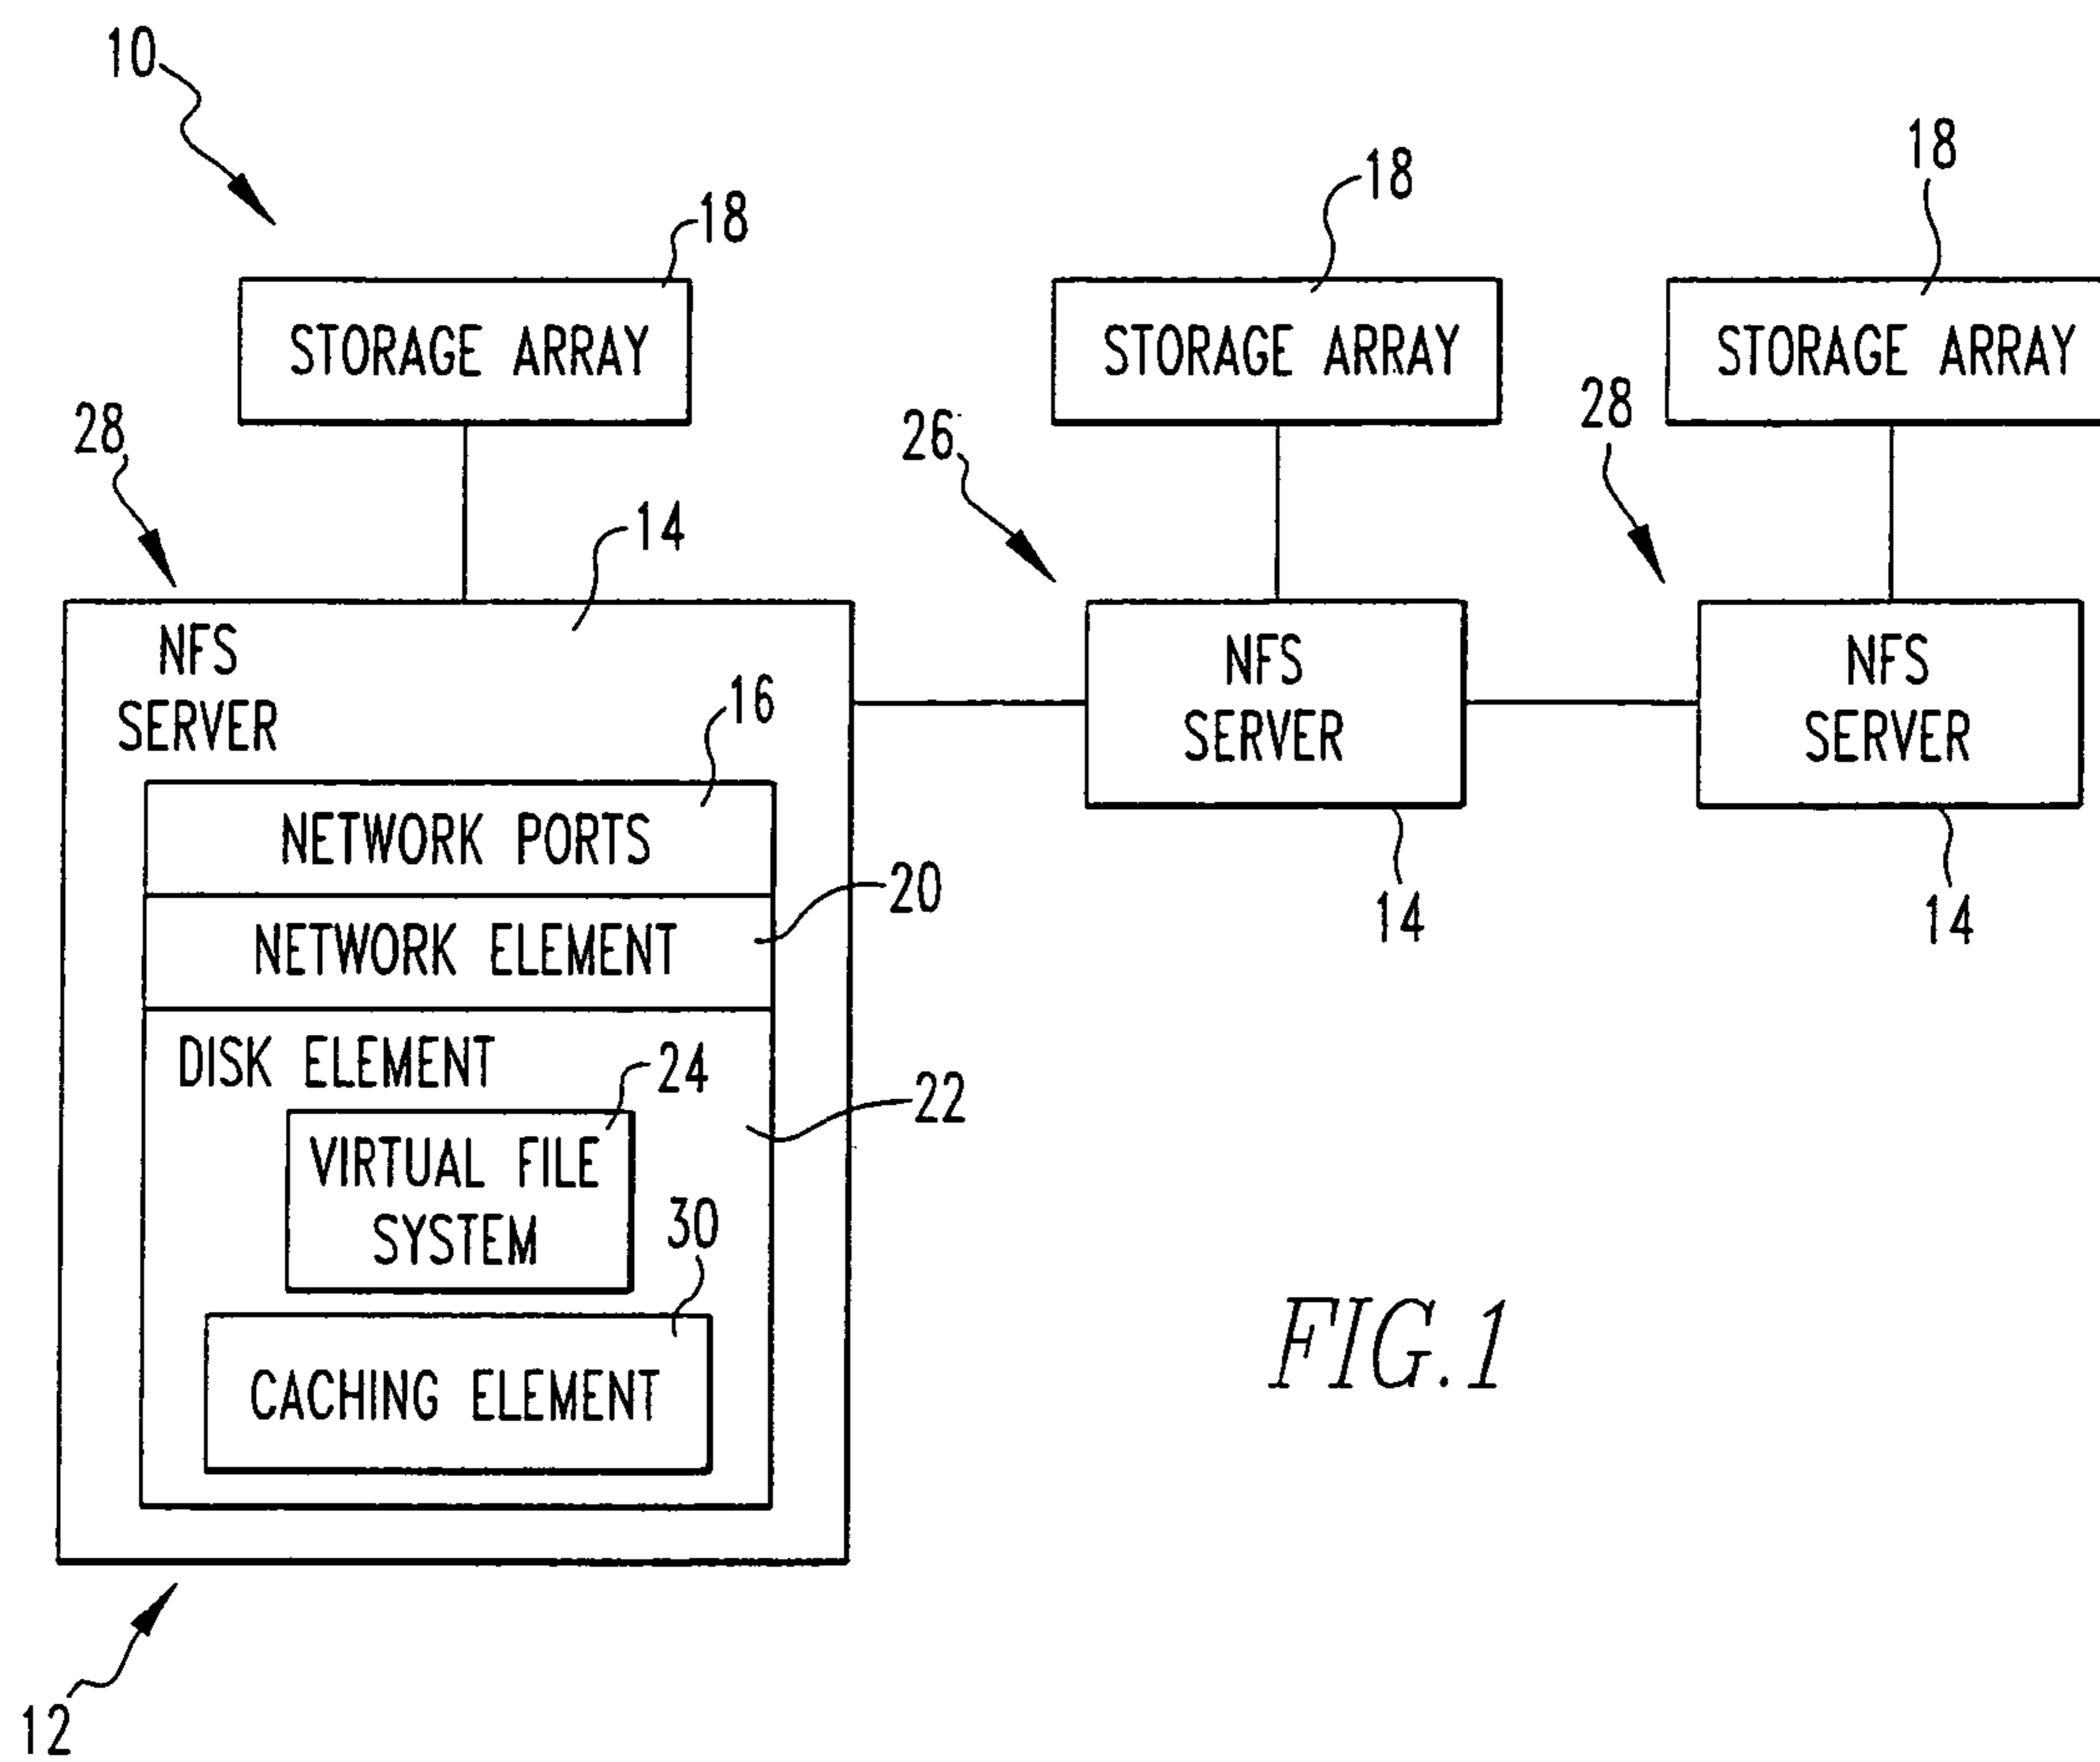 10
18
18
18
STORAGE ARRAY
STORAGE ARRAY
STORAGE ARRAY
28
26
28
14
NFS
SERVER
NFS
SERVER
NFS
SERVER
16
NETWORK PORTS
20
14
14
NETWORK ELEMENT
DISK ELEMENT
24
22
VIRTUAL FILE
SYSTEM
30
CACHING ELEMENT
FIG.1
12